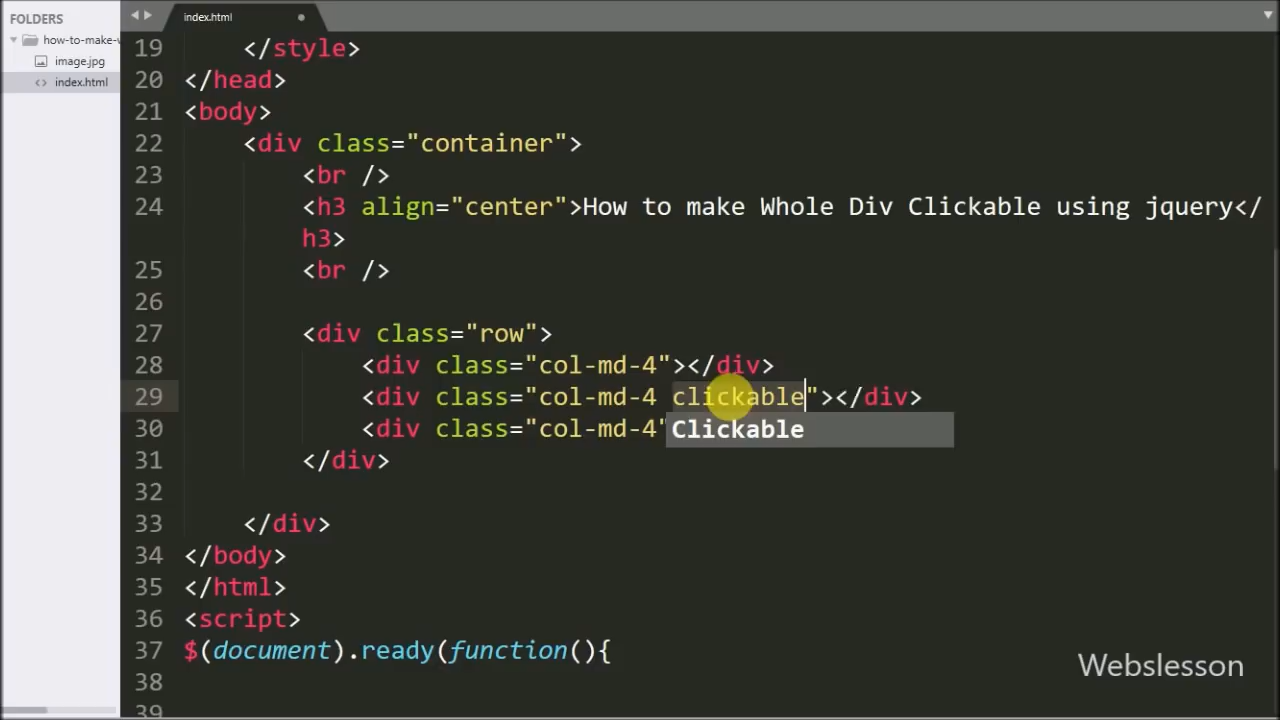 FOLDERS
how-to-make-w
image.jpg
index.html
index.html
19 </style>
20 </head>
21 <body>
22 <div class="container">
23 <br />
24 <h3 align="center">How to make Whole Div Clickable using jquery</
h3>
25 <br />
26
27 <div class="row">
28 <div class="col-md-4"></div>
29 <div class="col-md-4 clickable"></div>
30 <div class="col-md-4"
Clickable
31 </div>
32
33 </div>
34 </body>
35 </html>
36 <script>
37 $(document).ready(function(){
38
39
Webslesson